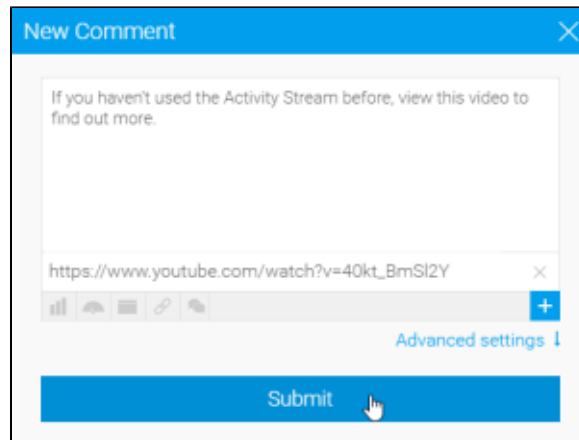 New Comment
If you haven't used the Activity Stream before, view this video to
find out more.
https://www.youtube.com/watch?v=40kt_BmSl2Y
Advanced settings
Submit